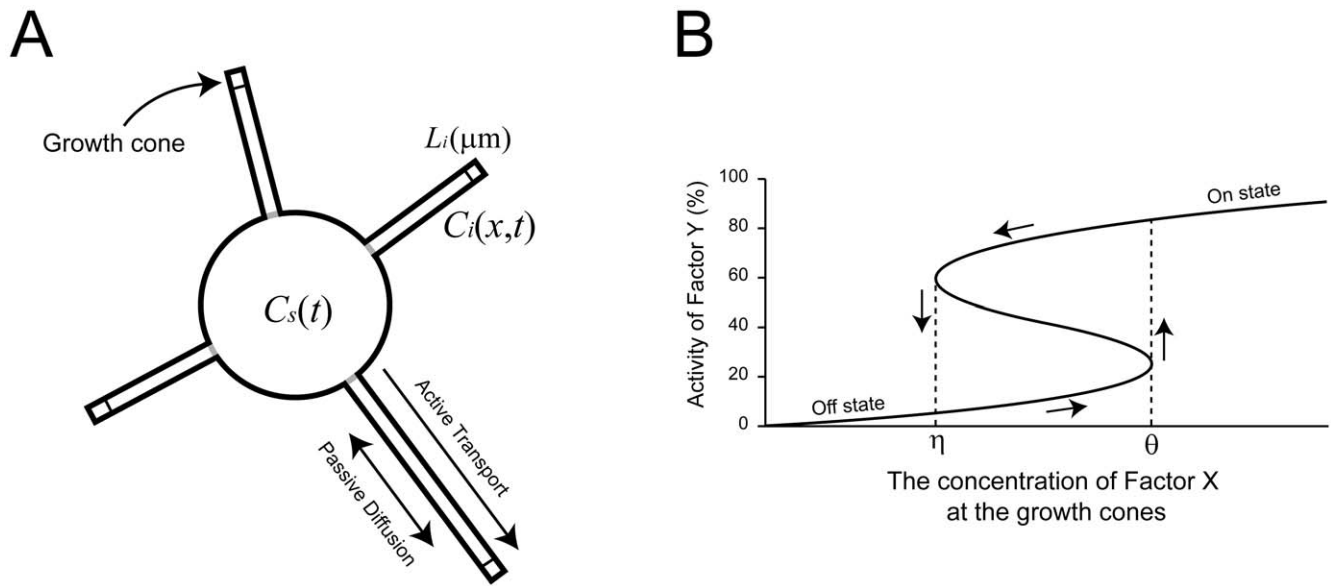 A
Growth cone
Li(μm)
Ci(x,t)
Cs(t)
Active Transport
Passive Diffusion
B
Activity of Factor Y (%)
100
80
60
40
20
0
On state
Off state
η
θ
The concentration of Factor X
at the growth cones